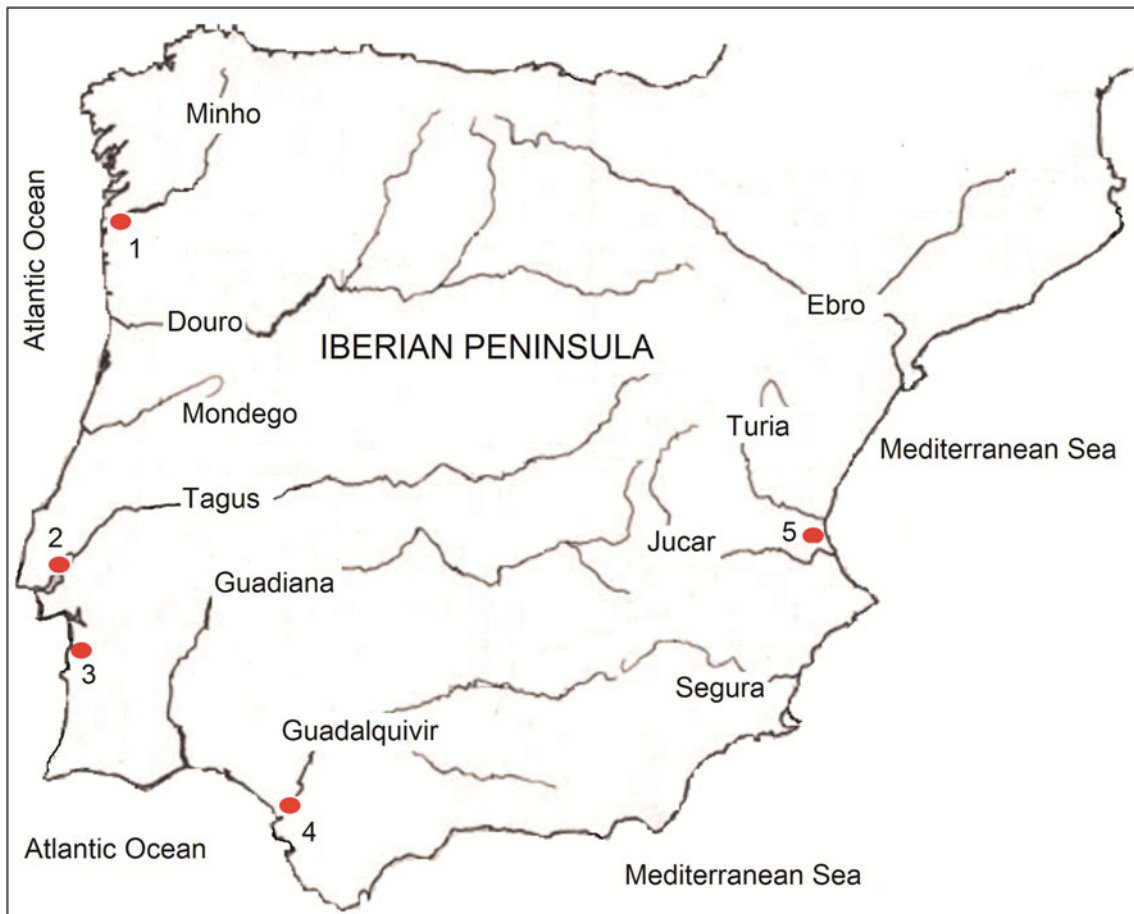 Minho
Atlantic Ocean
1
Douro
Ebro
IBERIAN PENINSULA
Mondego
Turia
Mediterranean Sea
Tagus
2
5
Jucar
Guadiana
3
Segura
Guadalquivir
4
Atlantic Ocean
Mediterranean Sea